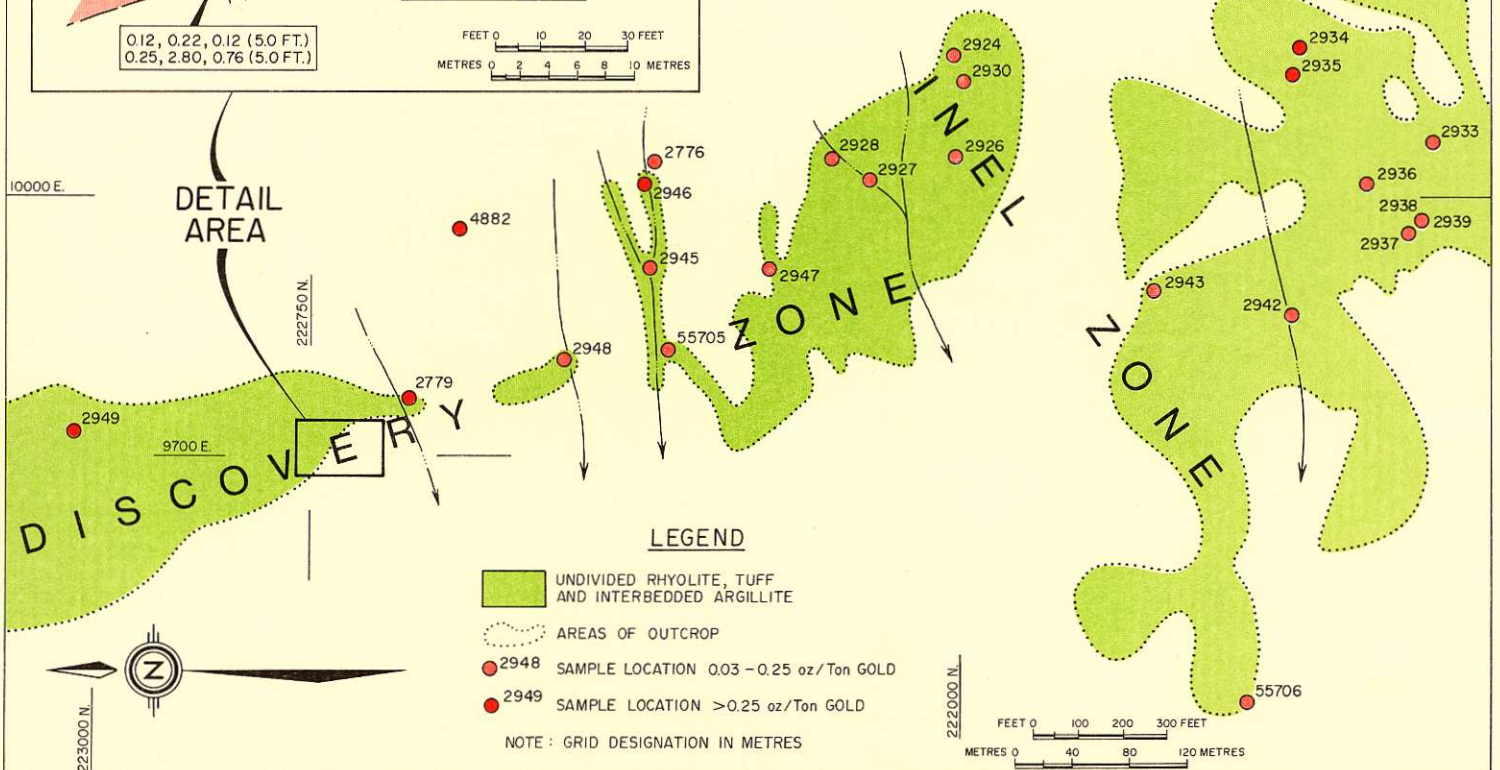 0.12, 0.22, 0.12 (5.0 FT.)
0.25, 2.80, 0.76 (5.0 FT.)
FEET 0 10 20 30 FEET
METRES 0 2 4 6 8 10 METRES
2924
2930
2934
2935
INEL
2776
2928
2926
2933
2927
2946
2936
10000 E.
DETAIL
AREA
4882
2938
2939
2937
2945
2947
2943
222750 N.
ZONE
2942
55705
2948
ZONE
2779
2949
9700 E.
DISCOVERY
LEGEND
UNDIVIDED RHYOLITE, TUFF
AND INTERBEDDED ARGILLITE
AREAS OF OUTCROP
2948 SAMPLE LOCATION 0.03 - 0.25 oz/Ton GOLD
2949 SAMPLE LOCATION >0.25 oz/Ton GOLD
NOTE : GRID DESIGNATION IN METRES
Z
223000 N.
222000 N.
55706
FEET 0 100 200 300 FEET
METRES 0 40 80 120 METRES